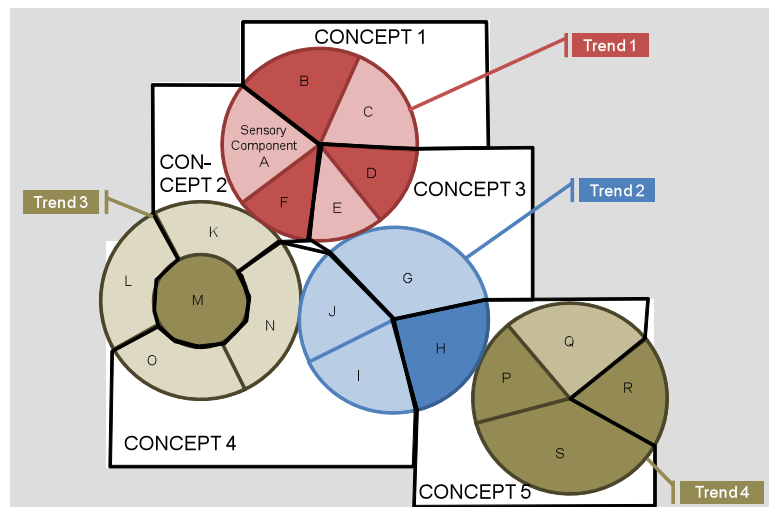 CONCEPT 1
Trend 1
B
C
Sensory
Component
A
D
CON-
CEPT 2
F
E
CONCEPT 3
Trend 2
Trend 3
K
L
M
N
O
G
J
H
I
Q
P
R
S
CONCEPT 4
CONCEPT 5
Trend 4